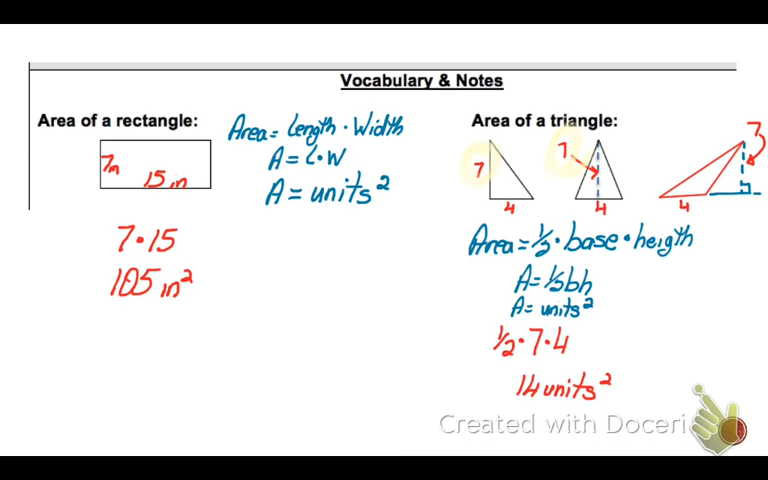 Vocabulary & Notes
Area of a rectangle:
7in
15 in
7·15
105 in²
Area = Length · Width
A = L·W
A = units²
Area of a triangle:
7
4
7
4
7
4
Area = ½ · base · heigth
A = ½bh
A = units²
½·7·4
14 units²
Created with Doceri